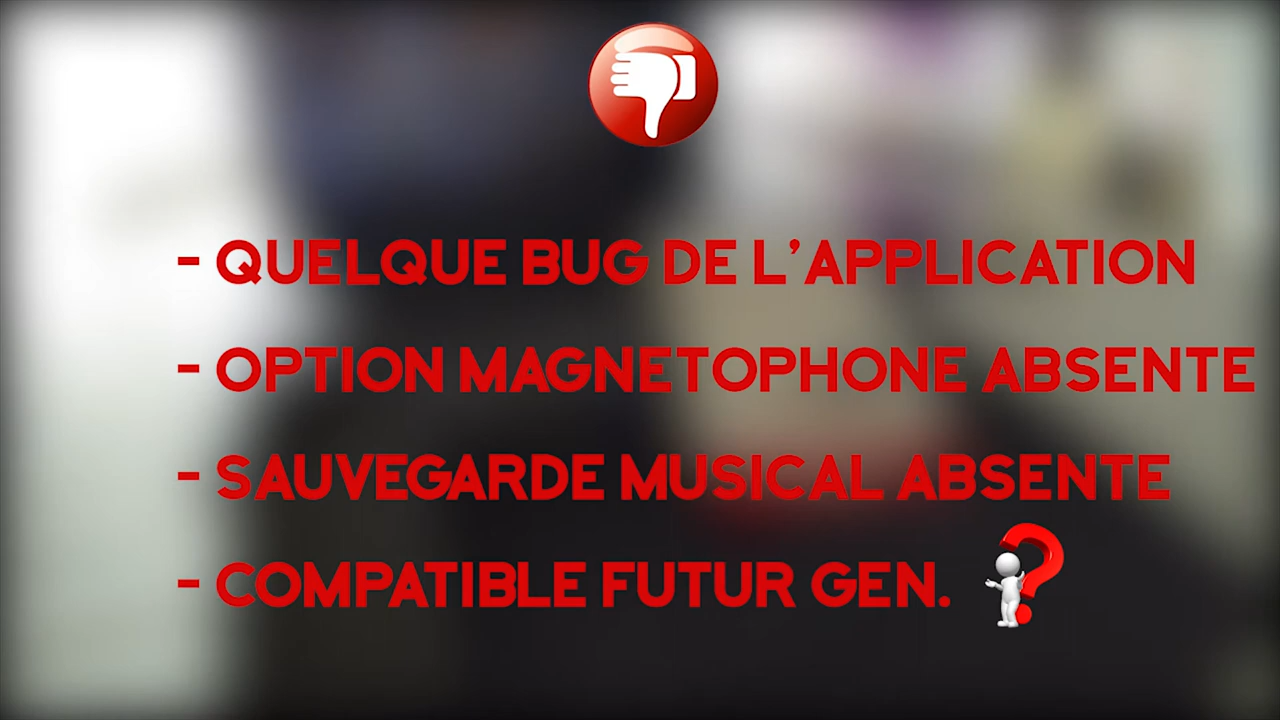 - QUELQUE BUG DE L'APPLICATION
- OPTION MAGNETOPHONE ABSENTE
- SAUVEGARDE MUSICAL ABSENTE
- COMPATIBLE FUTUR GEN. ?